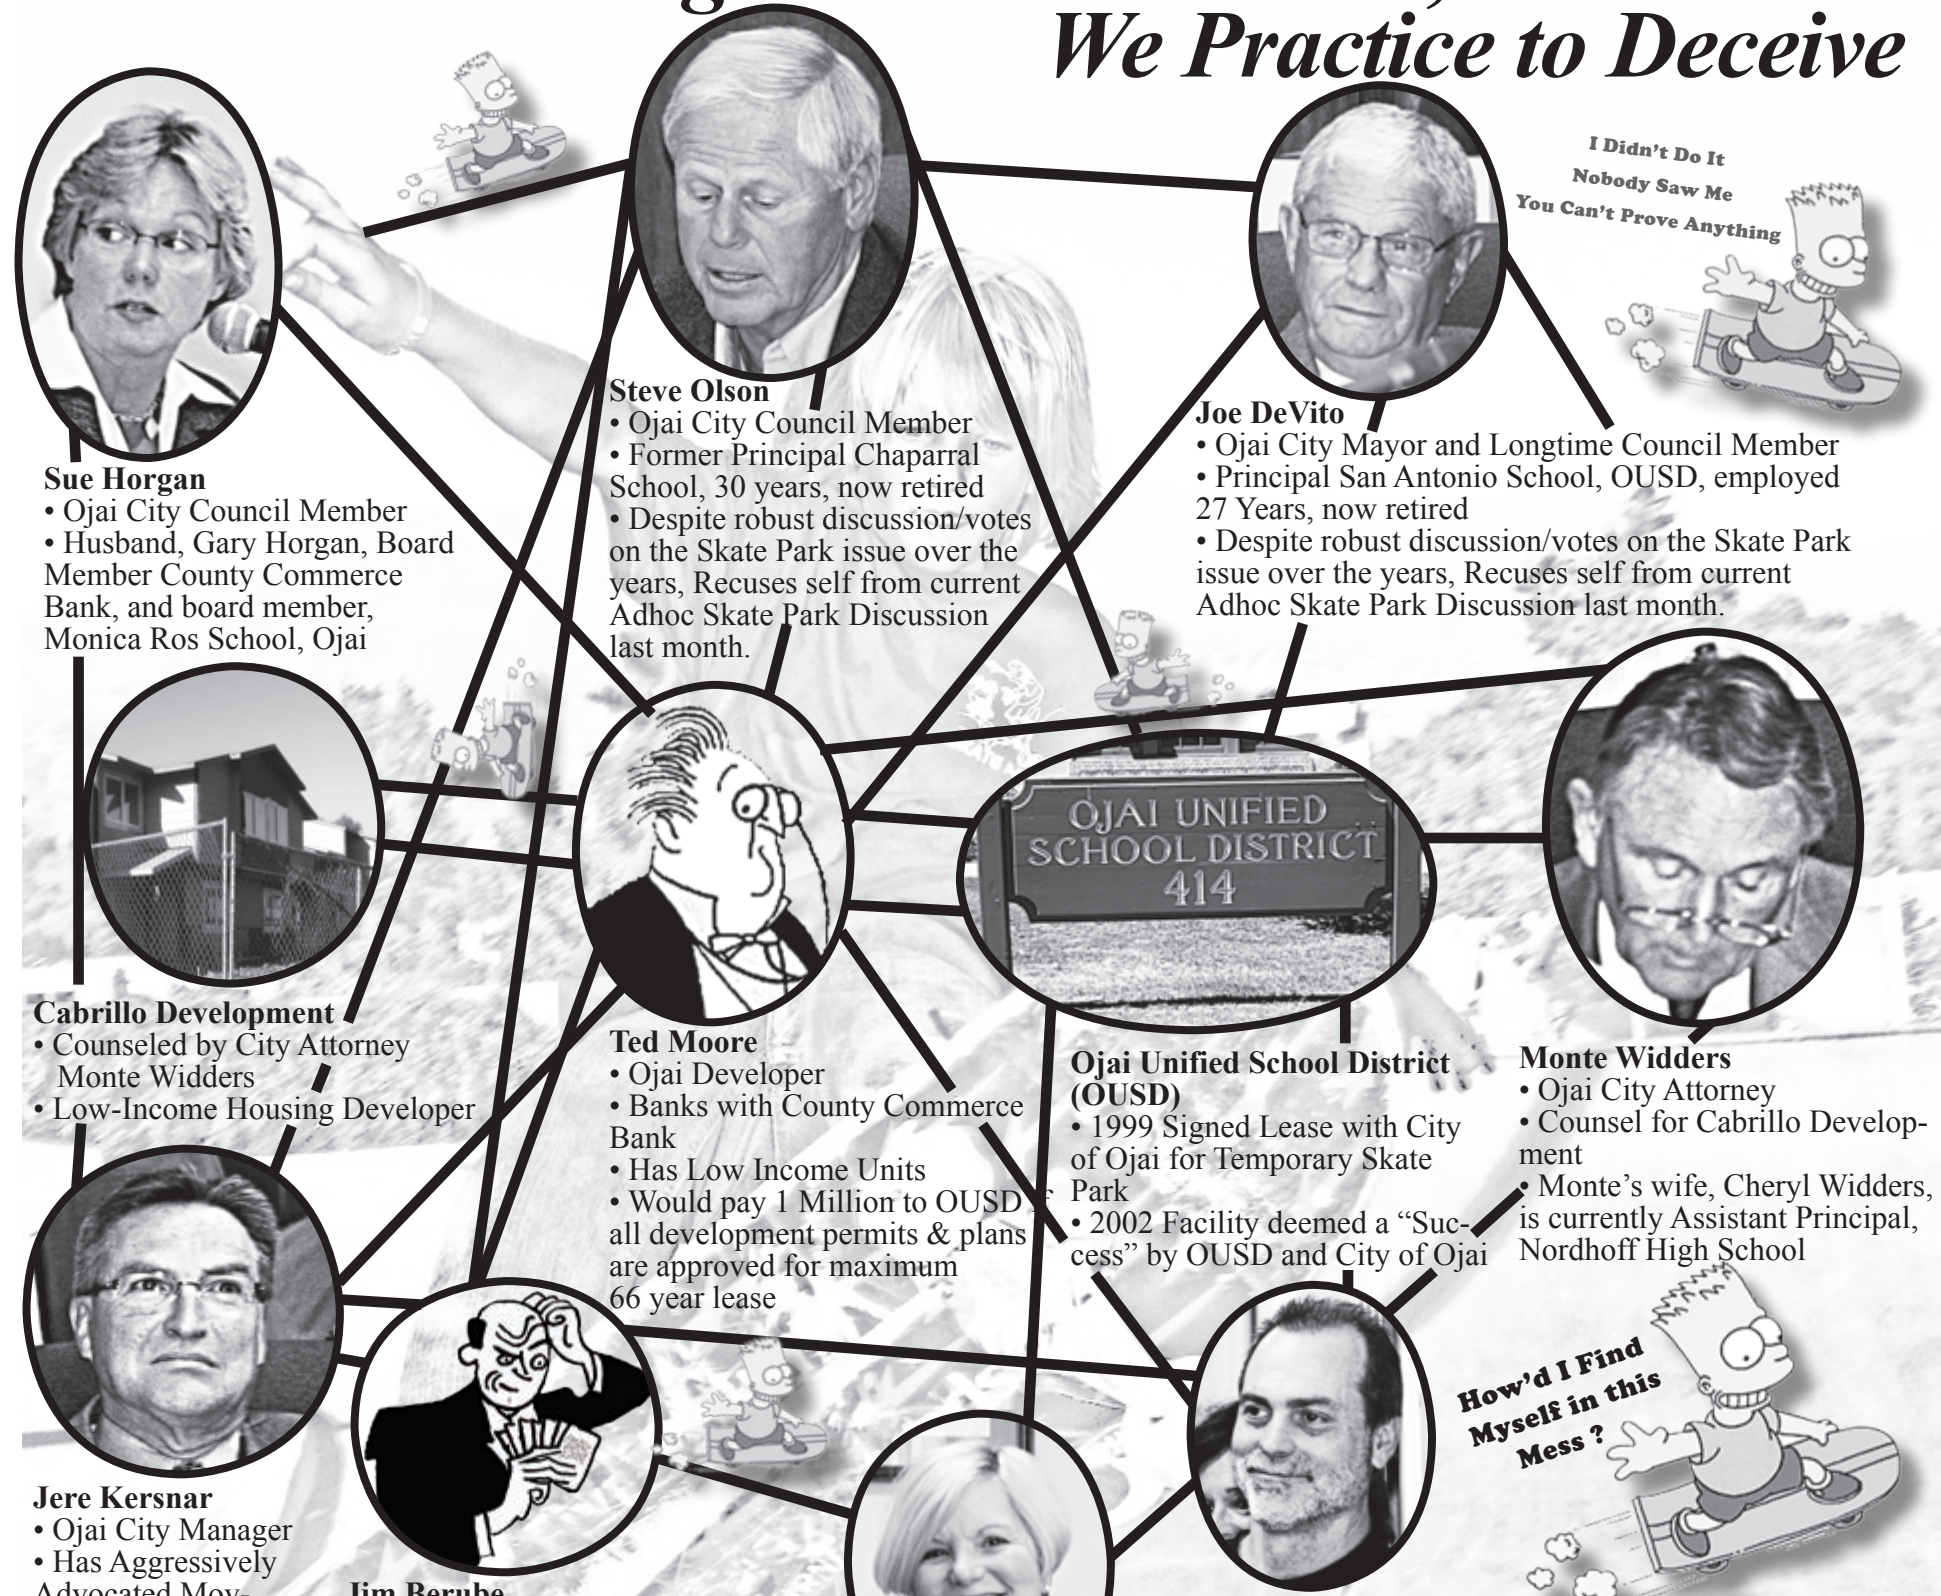 We Practice to Deceive
I Didn't Do It
Nobody Saw Me
You Can't Prove Anything
Steve Olson
• Ojai City Council Member
• Former Principal Chaparral
School, 30 years, now retired
• Despite robust discussion/votes
on the Skate Park issue over the
years, Recuses self from current
Adhoc Skate Park Discussion
last month.
Joe DeVito
• Ojai City Mayor and Longtime Council Member
• Principal San Antonio School, OUSD, employed
27 Years, now retired
• Despite robust discussion/votes on the Skate Park
issue over the years, Recuses self from current
Adhoc Skate Park Discussion last month.
Sue Horgan
• Ojai City Council Member
• Husband, Gary Horgan, Board
Member County Commerce
Bank, and board member,
Monica Ros School, Ojai
OJAI UNIFIED
SCHOOL DISTRICT
414
Cabrillo Development
• Counseled by City Attorney
Monte Widders
• Low-Income Housing Developer
Ted Moore
• Ojai Developer
• Banks with County Commerce
Bank
• Has Low Income Units
• Would pay 1 Million to OUSD if
all development permits & plans
are approved for maximum
66 year lease
Ojai Unified School District
(OUSD)
• 1999 Signed Lease with City
of Ojai for Temporary Skate
Park
• 2002 Facility deemed a “Suc-
cess” by OUSD and City of Ojai
Monte Widders
• Ojai City Attorney
• Counsel for Cabrillo Develop-
ment
• Monte's wife, Cheryl Widders,
is currently Assistant Principal,
Nordhoff High School
How'd I Find
Myself in this
Mess ?
Jere Kersnar
• Ojai City Manager
• Has Aggressively
Advocated Mov-
Jim Berube